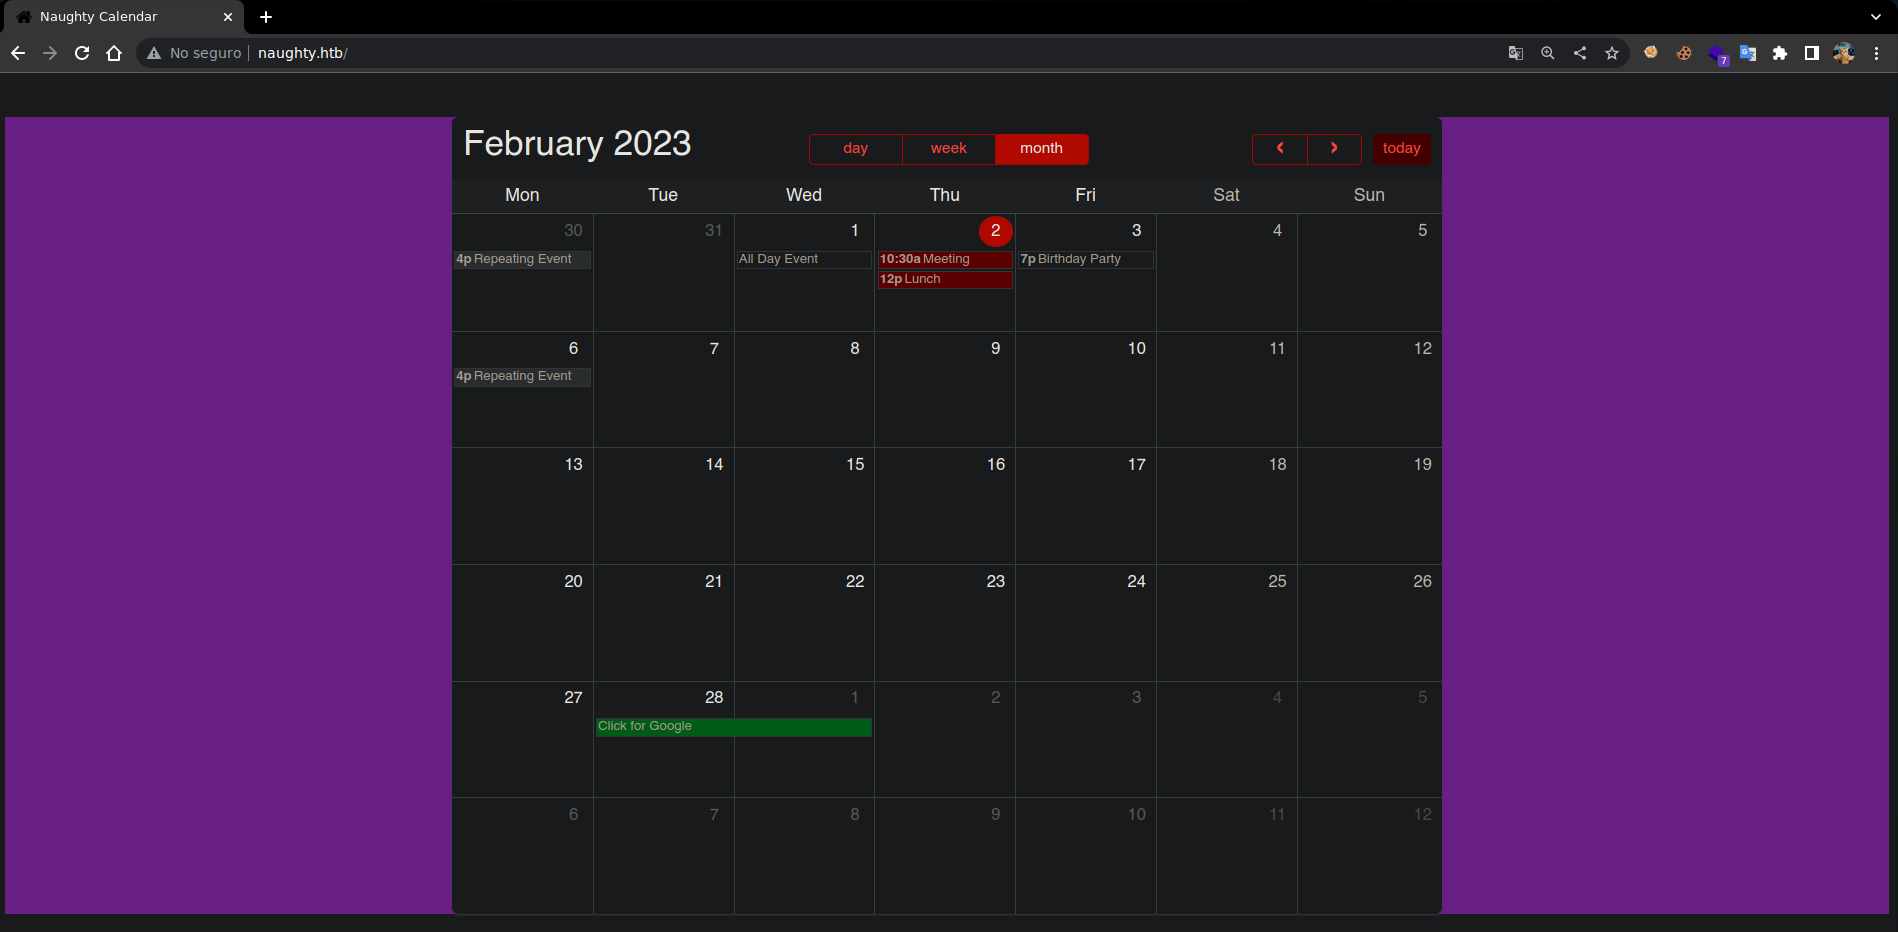 Naughty Calendar
No seguro naughty.htb/
7
February 2023
day week month
today
Mon Tue Wed Thu Fri Sat Sun
30 31 1 2 3 4 5
4p Repeating Event All Day Event 10:30a Meeting 7p Birthday Party
12p Lunch
6 7 8 9 10 11 12
4p Repeating Event
13 14 15 16 17 18 19
20 21 22 23 24 25 26
27 28 1 2 3 4 5
Click for Google
6 7 8 9 10 11 12